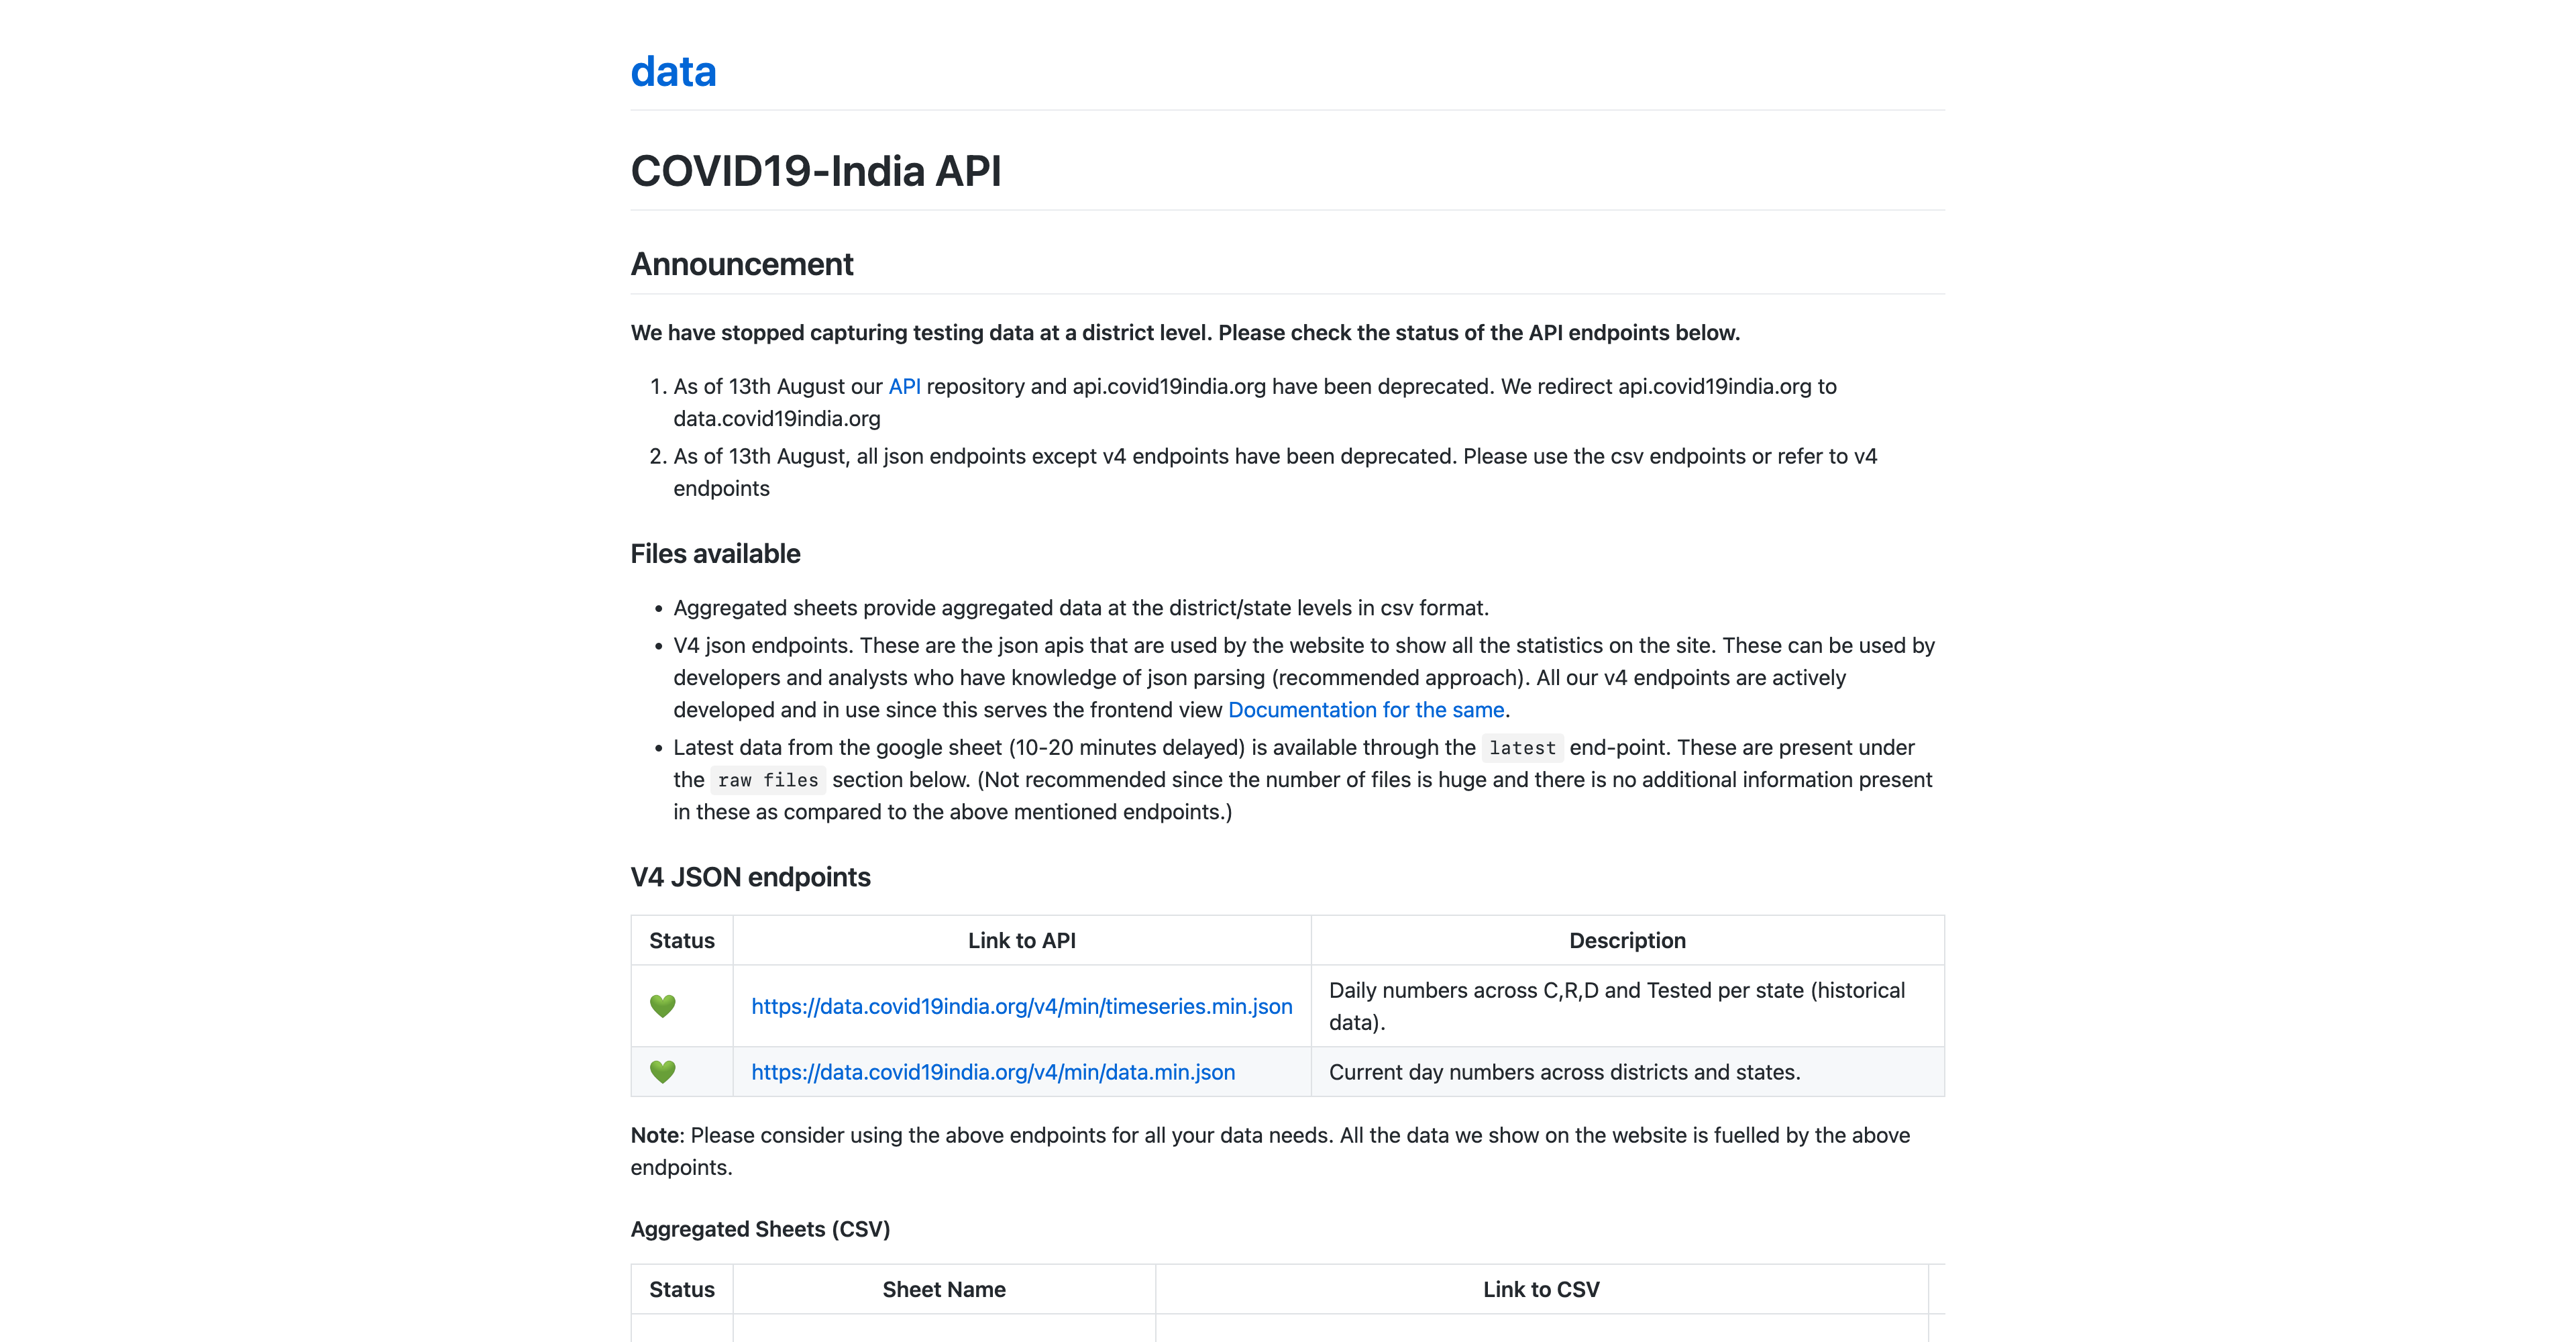 data
COVID19-India API
Announcement
We have stopped capturing testing data at a district level. Please check the status of the API endpoints below.
1. As of 13th August our API repository and api.covid19india.org have been deprecated. We redirect api.covid19india.org to
data.covid19india.org
2. As of 13th August, all json endpoints except v4 endpoints have been deprecated. Please use the csv endpoints or refer to v4
endpoints
Files available
• Aggregated sheets provide aggregated data at the district/state levels in csv format.
• V4 json endpoints. These are the json apis that are used by the website to show all the statistics on the site. These can be used by
developers and analysts who have knowledge of json parsing (recommended approach). All our v4 endpoints are actively
developed and in use since this serves the frontend view Documentation for the same.
• Latest data from the google sheet (10-20 minutes delayed) is available through the latest end-point. These are present under
the raw files section below. (Not recommended since the number of files is huge and there is no additional information present
in these as compared to the above mentioned endpoints.)
V4 JSON endpoints
Status Link to API Description
https://data.covid19india.org/v4/min/timeseries.min.json Daily numbers across C,R,D and Tested per state (historical
data).
https://data.covid19india.org/v4/min/data.min.json Current day numbers across districts and states.
Note: Please consider using the above endpoints for all your data needs. All the data we show on the website is fuelled by the above
endpoints.
Aggregated Sheets (CSV)
Status Sheet Name Link to CSV